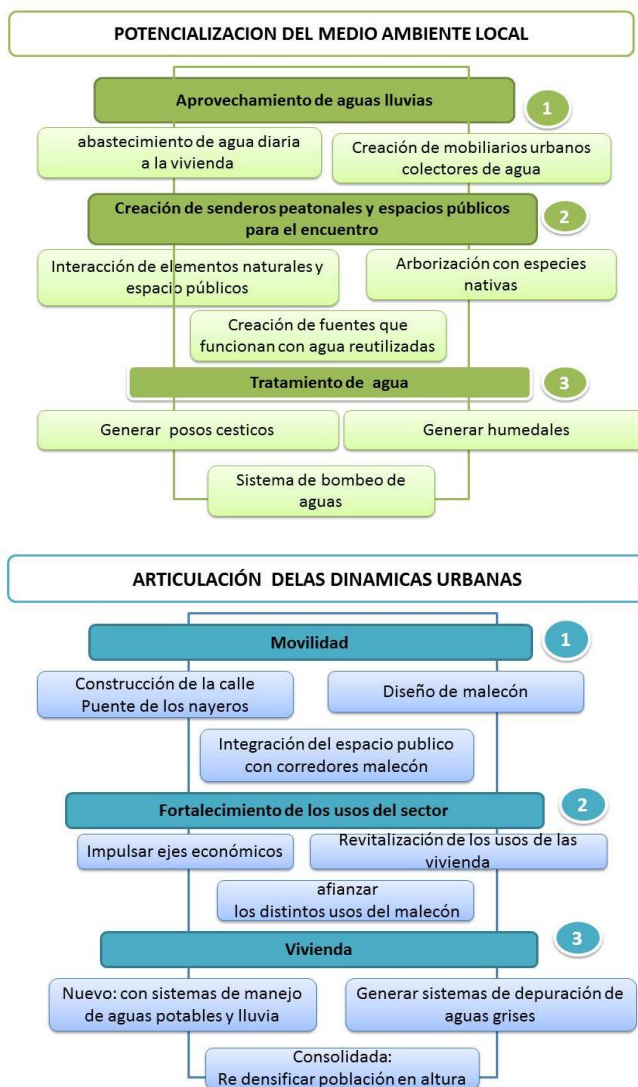 POTENCIALIZACION DEL MEDIO AMBIENTE LOCAL
Aprovechamiento de aguas lluvias
1
abastecimiento de agua diaria
a la vivienda
Creación de mobiliarios urbanos
colectores de agua
Creación de senderos peatonales y espacios públicos
para el encuentro
2
Interacción de elementos naturales y
espacio públicos
Arborización con especies
nativas
Creación de fuentes que
funcionan con agua reutilizadas
Tratamiento de agua
3
Generar posos cesticos
Generar humedales
Sistema de bombeo de
aguas
ARTICULACIÓN DELAS DINAMICAS URBANAS
Movilidad
1
Construcción de la calle
Puente de los nayeros
Diseño de malecón
Integración del espacio publico
con corredores malecón
Fortalecimiento de los usos del sector
2
Impulsar ejes económicos
Revitalización de los usos de las
vivienda
afianzar
los distintos usos del malecón
Vivienda
3
Nuevo: con sistemas de manejo
de aguas potables y lluvia
Generar sistemas de depuración de
aguas grises
Consolidada:
Re densificar población en altura